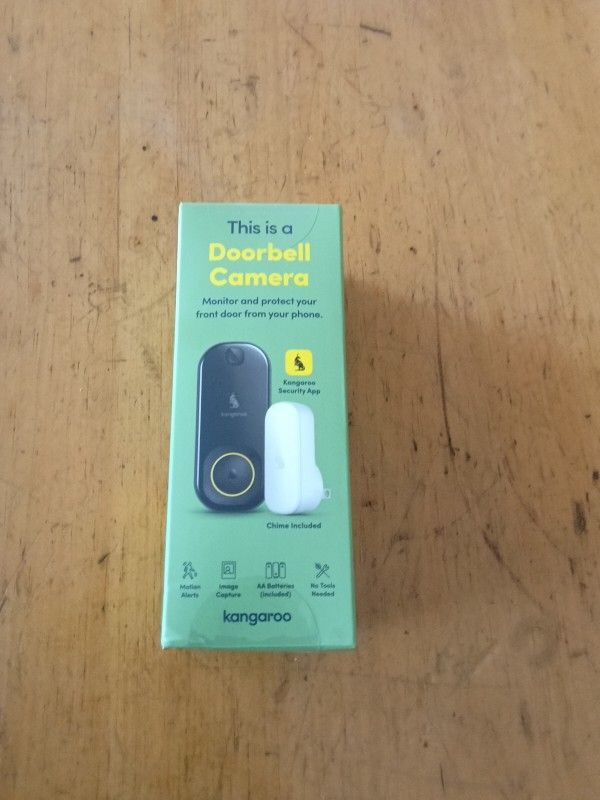 This is a
Doorbell
Camera
Monitor and protect your
front door from your phone.
Kangaroo
Security App
kangaroo
Chime Included
Motion
Alerts
Image
Capture
AA Batteries
(included)
No Tools
Needed
kangaroo